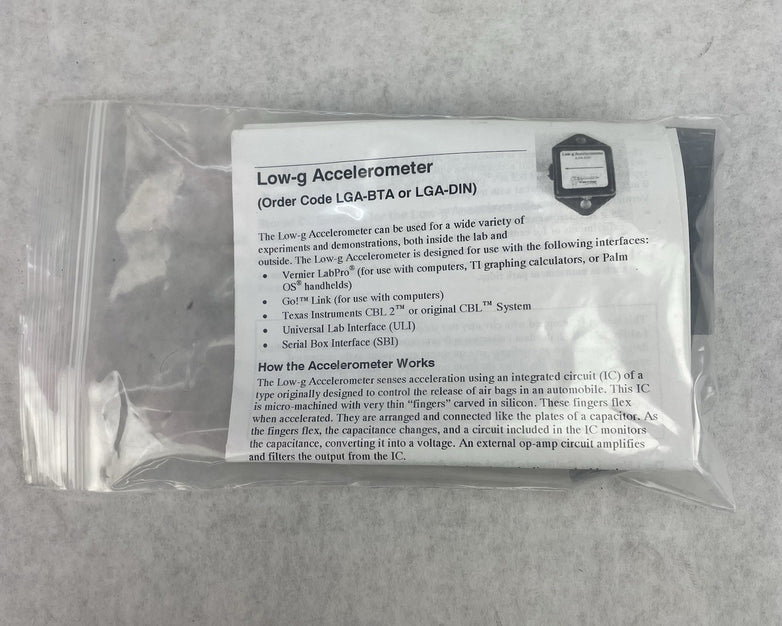 Low-g Accelerometer
(Order Code LGA-BTA or LGA-DIN)
Low-g Accelerometer
The Low-g Accelerometer can be used for a wide variety of
experiments and demonstrations, both inside the lab and
outside. The Low-g Accelerometer is designed for use with the following interfaces:
• Vernier LabPro® (for use with computers, TI graphing calculators, or Palm
OS® handhelds)
• Go!™ Link (for use with computers)
• Texas Instruments CBL 2™ or original CBL™ System
• Universal Lab Interface (ULI)
• Serial Box Interface (SBI)
How the Accelerometer Works
The Low-g Accelerometer senses acceleration using an integrated circuit (IC) of a
type originally designed to control the release of air bags in an automobile. This IC
is micro-machined with very thin “fingers” carved in silicon. These fingers flex
when accelerated. They are arranged and connected like the plates of a capacitor. As
the fingers flex, the capacitance changes, and a circuit included in the IC monitors
the capacitance, converting it into a voltage. An external op-amp circuit amplifies
and filters the output from the IC.